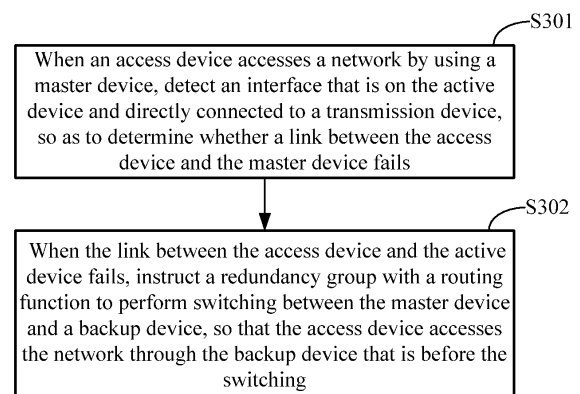 S301
When an access device accesses a network by using a
master device, detect an interface that is on the active
device and directly connected to a transmission device,
so as to determine whether a link between the access
device and the master device fails
S302
When the link between the access device and the active
device fails, instruct a redundancy group with a routing
function to perform switching between the master device
and a backup device, so that the access device accesses
the network through the backup device that is before the
switching